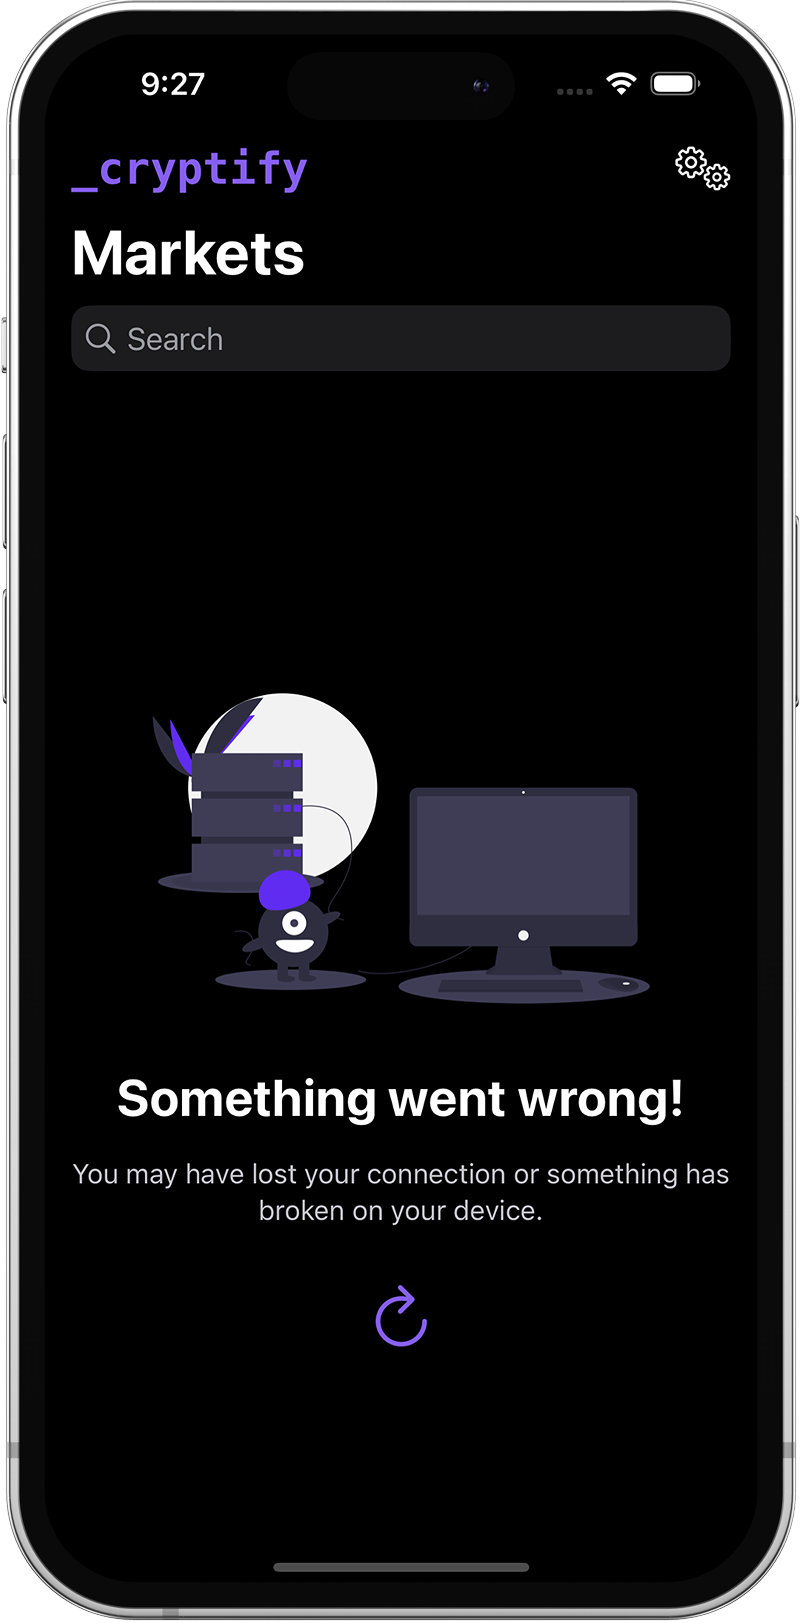 9:27
_cryptify
Markets
Search
Something went wrong!
You may have lost your connection or something has
broken on your device.